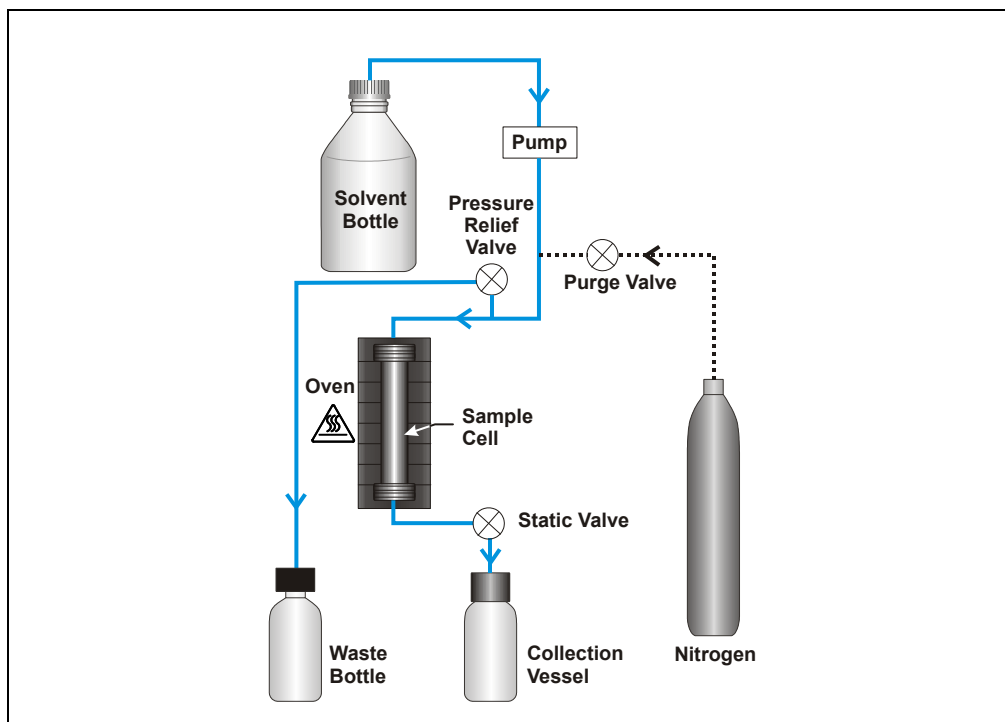 Pump
Solvent
Bottle
Pressure
Relief
Valve
Purge Valve
Oven
Sample
Cell
Static Valve
Waste
Bottle
Collection
Vessel
Nitrogen